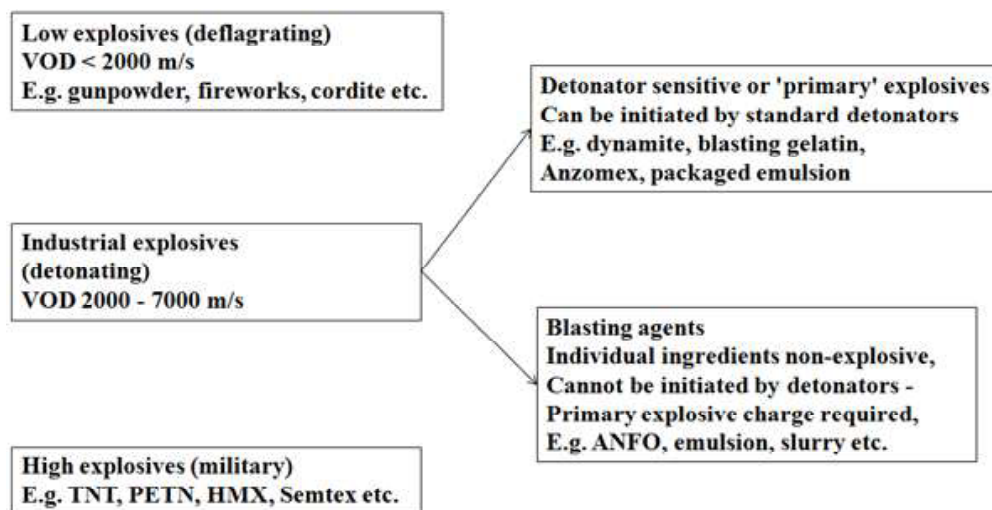 Low explosives (deflagrating)
VOD < 2000 m/s
E.g. gunpowder, fireworks, cordite etc.
Detonator sensitive or 'primary' explosives
Can be initiated by standard detonators
E.g. dynamite, blasting gelatin,
Anzomex, packaged emulsion
Industrial explosives
(detonating)
VOD 2000 - 7000 m/s
Blasting agents
Individual ingredients non-explosive,
Cannot be initiated by detonators -
Primary explosive charge required,
E.g. ANFO, emulsion, slurry etc.
High explosives (military)
E.g. TNT, PETN, HMX, Semtex etc.